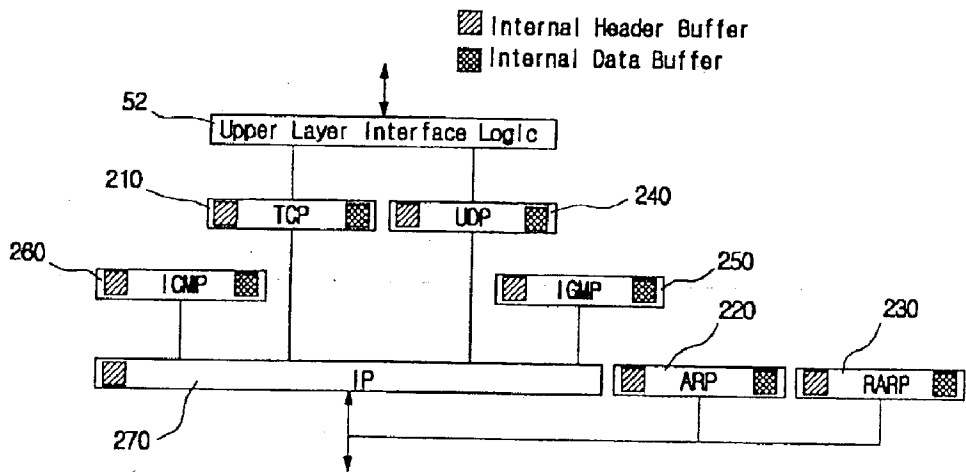 Internal Header Buffer
Internal Data Buffer
52
Upper Layer Interface Logic
210
TCP
UDP
240
260
ICMP
IGMP
250
220
230
IP
ARP
RARP
270